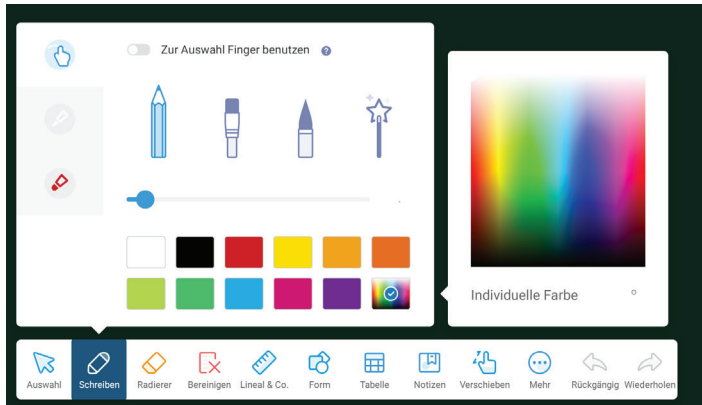 Zur Auswahl Finger benutzen ?
Individuelle Farbe
Auswahl Schreiben Radierer Bereinigen Lineal & Co. Form Tabelle Notizen Verschieben Mehr Rückgängig Wiederholen